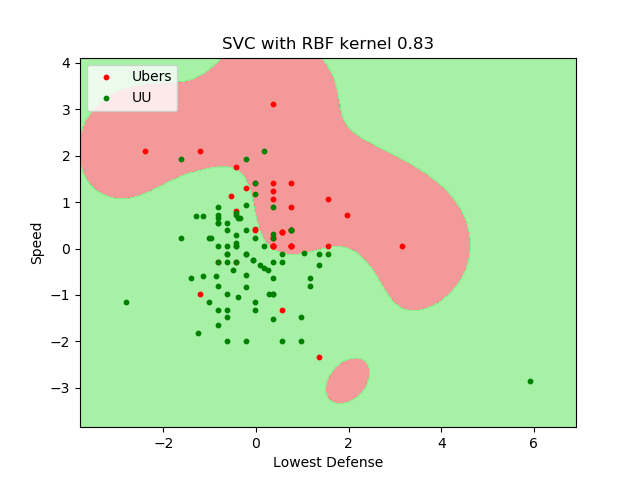 SVC with RBF kernel 0.83
Ubers
UU
4
3
2
1
0
−1
−2
−3
Speed
−2
0
2
4
6
Lowest Defense